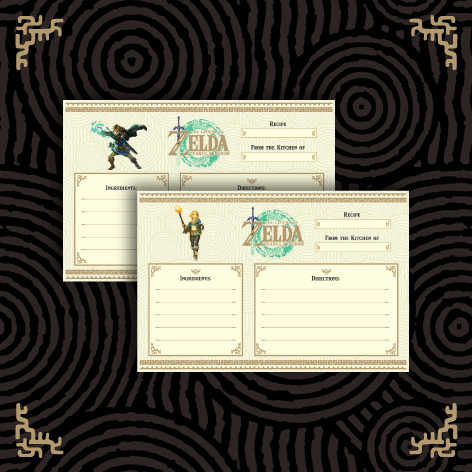 RECIPE
THE LEGEND OF
ZELDA
TEARS OF THE KINGDOM
FROM THE KITCHEN OF
INGREDIENTS:
DIRECTIONS:
RECIPE
THE LEGEND OF
ZELDA
TEARS OF THE KINGDOM
FROM THE KITCHEN OF
INGREDIENTS:
DIRECTIONS: